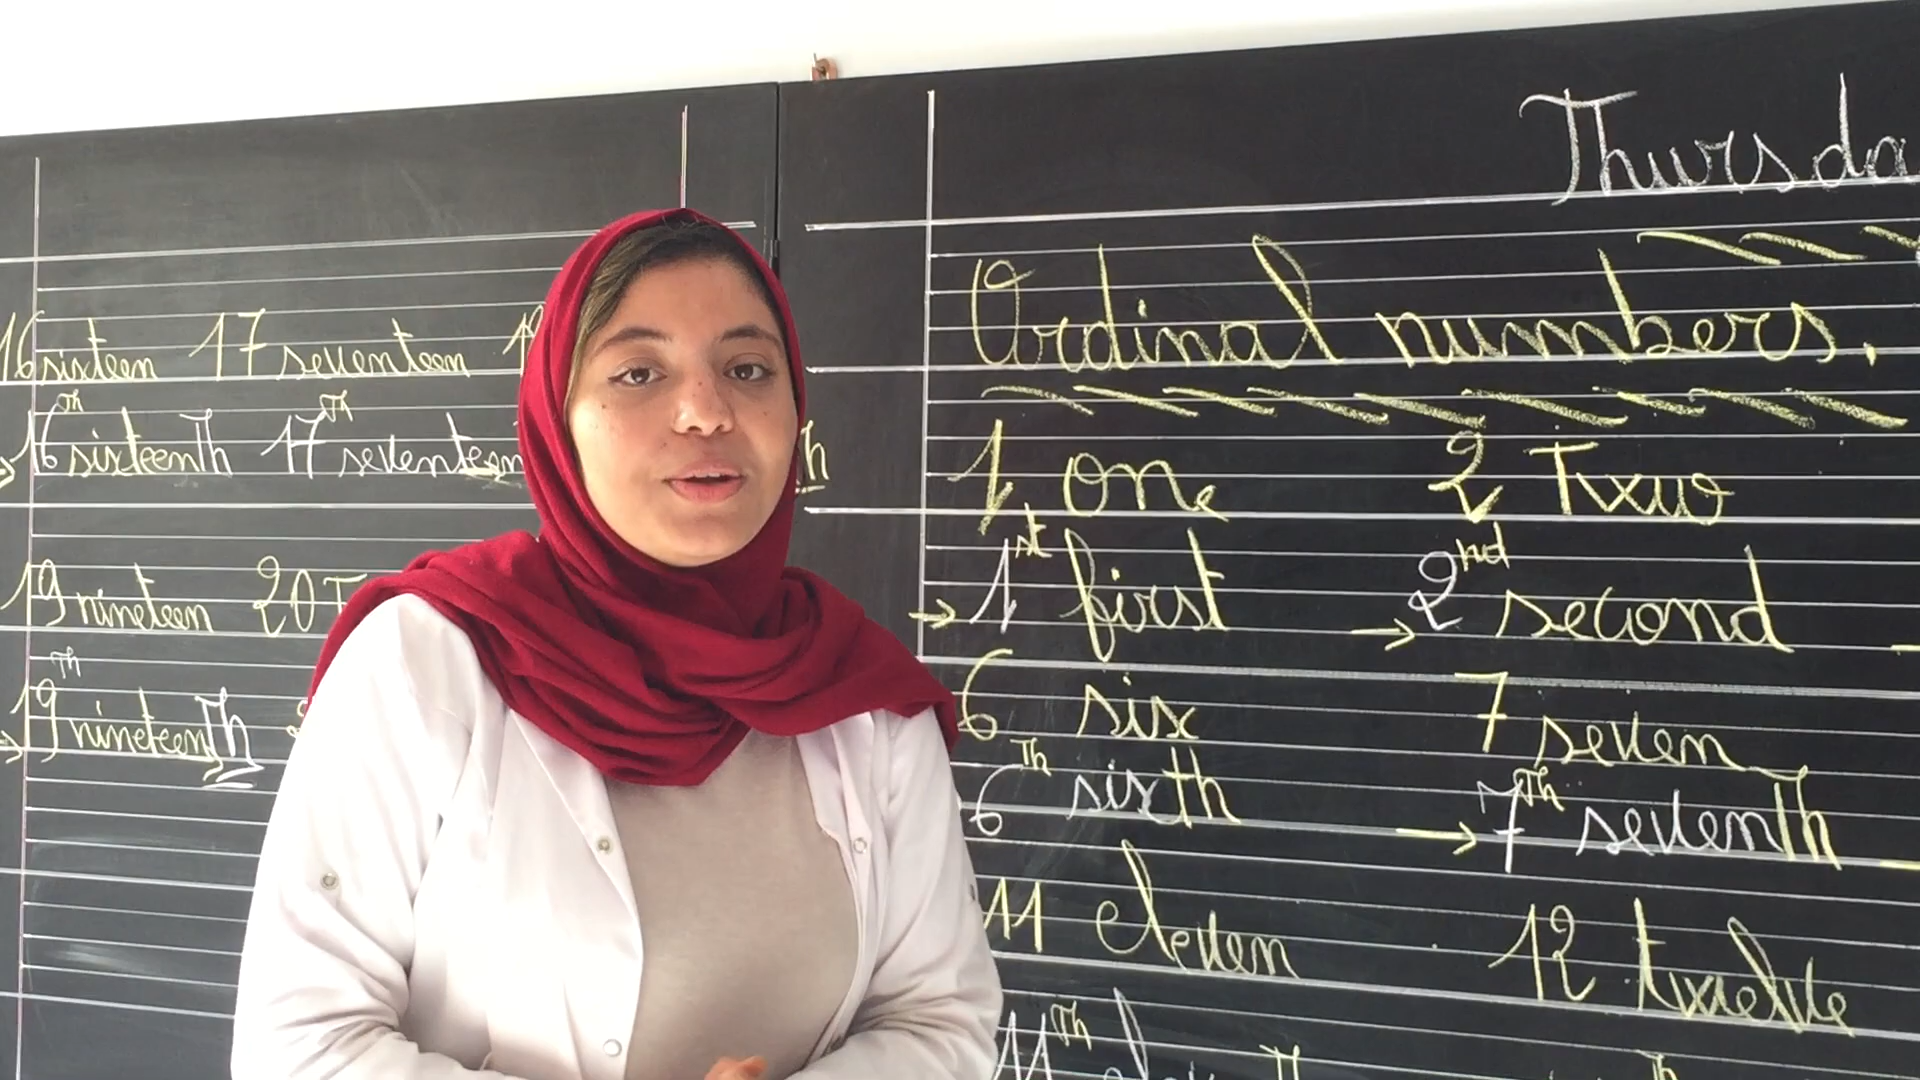 16 sixteen 17 seventeen
16th sixteenth 17th seventeen
19 nineteen 20 T
19th nineteenth
Thursda
Ordinal numbers.
1 one 2 Two
→ 1st first → 2nd second
6 six 7 seven
6th sixth → 7th seventh
11 eleven 12 twelve
11th